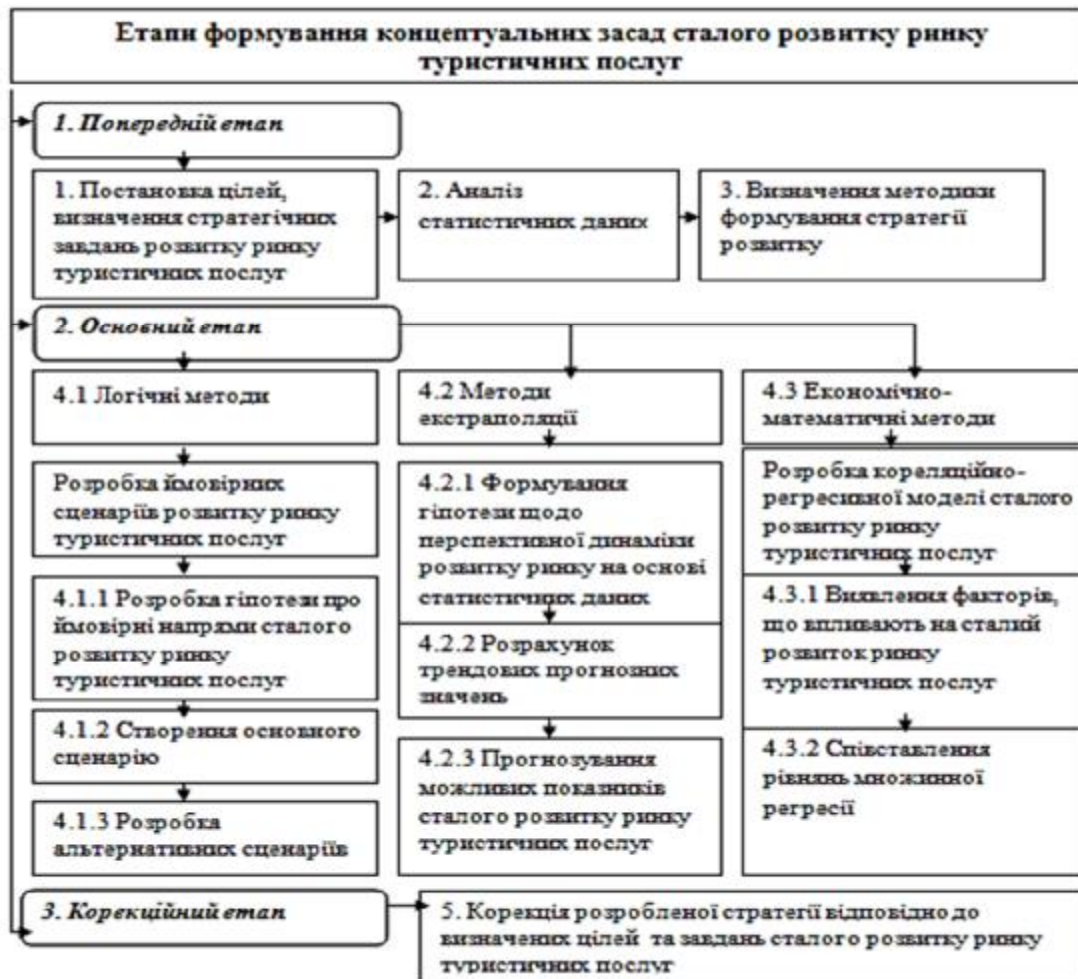 Етапи формування концептуальних засад сталого розвитку ринку
туристичних послуг
1. Попередній етап
1. Постановка цілей,
визначення стратегічних
завдань розвитку ринку
туристичних послуг
2. Аналіз
статистичних даних
3. Визначення методики
формування стратегії
розвитку
2. Основний етап
4.1 Логічні методи
Розробка ймовірних
сценаріїв розвитку ринку
туристичних послуг
4.1.1 Розробка гіпотези про
ймовірні напрями сталого
розвитку ринку
туристичних послуг
4.1.2 Створення основного
сценарію
4.1.3 Розробка
альтернативних сценаріїв
4.2 Методи
екстраполяції
4.2.1 Формування
гіпотези щодо
перспективної динаміки
розвитку ринку на основі
статистичних даних
4.2.2 Розрахунок
трендових прогнозних
значень
4.2.3 Прогнозування
можливих показників
сталого розвитку ринку
туристичних послуг
4.3 Економічно-
математичні методи
Розробка кореляційно-
регресивної моделі сталого
розвитку ринку
туристичних послуг
4.3.1 Виявлення факторів,
що впливають на сталий
розвиток ринку
туристичних послуг
4.3.2 Співставлення
рівнянь множинної
регресії
3. Корекційний етап
5. Корекція розробленої стратегії відповідно до
визначених цілей та завдань сталого розвитку ринку
туристичних послуг